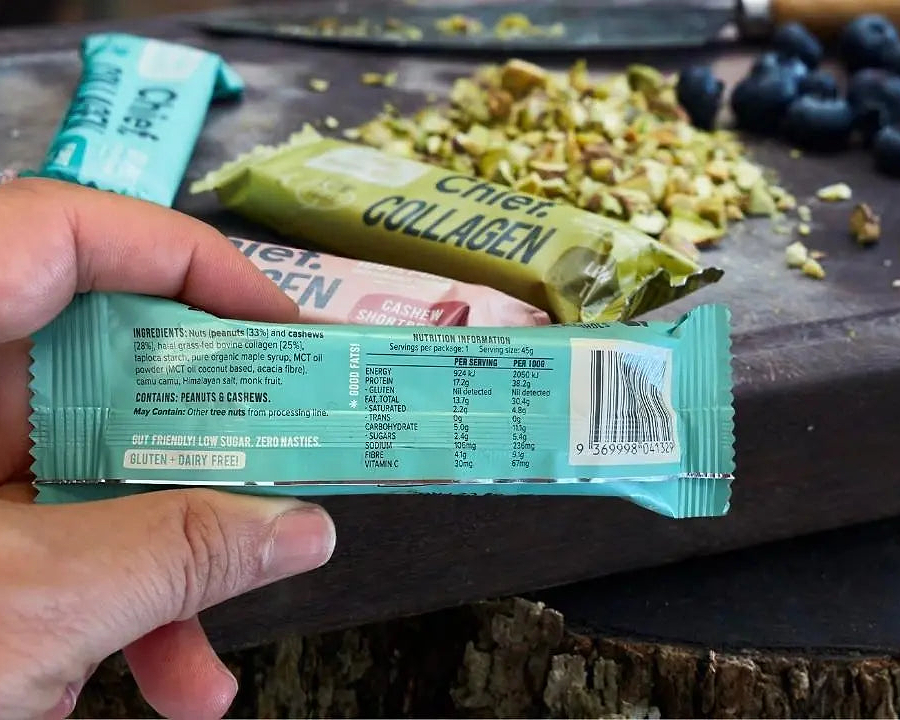 Chief.
COLLAGEN
Chief.
COLLAGEN
GEN
CASHEW
SHORTBREAD
INGREDIENTS: Nuts (peanuts [33%] and cashews
[28%], halal grass-fed bovine collagen [25%],
tapioca starch, pure organic maple syrup, MCT oil
powder (MCT coconut based, acacia fibre),
camu camu, Himalayan salt, monk fruit.
CONTAINS: PEANUTS & CASHEWS.
May Contain: Other tree nuts from processing line.
GUT FRIENDLY! LOW SUGAR. ZERO NASTIES.
GLUTEN + DAIRY FREE!
* GOOD FATS!
NUTRITION INFORMATION
Servings per package: 1 Serving size: 45g
PER SERVING PER 100G
ENERGY 924 kJ 2050 kJ
PROTEIN 17.2g 38.2g
- GLUTEN Nil detected Nil detected
FAT, TOTAL 13.7g 30.4g
- SATURATED 2.2g 4.8g
- TRANS 0g 0g
CARBOHYDRATE 5.0g 11.1g
- SUGARS 2.4g 5.4g
SODIUM 106mg 236mg
FIBRE 4.1g 9.1g
VITAMIN C 30mg 67mg
9 369998 041329